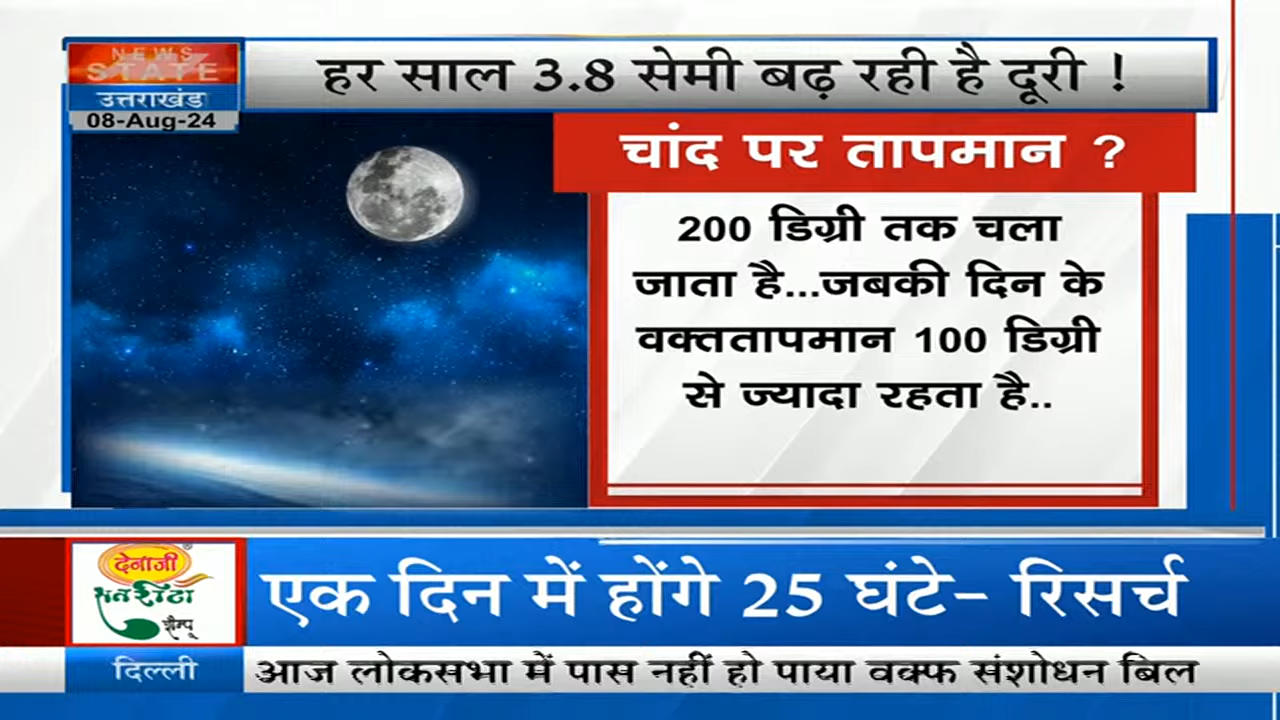 हर साल 3.8 सेमी बढ़ रही है दूरी !
NEWS
STATE
उत्तराखंड
08-Aug-24
चांद पर तापमान ?
200 डिग्री तक चला
जाता है...जबकी दिन के
वक्ततापमान 100 डिग्री
से ज्यादा रहता है..
देनाजी
सत रीठा
शैम्पू
एक दिन में होंगे 25 घंटे- रिसर्च
दिल्ली
आज लोकसभा में पास नहीं हो पाया वक्फ संशोधन बिल